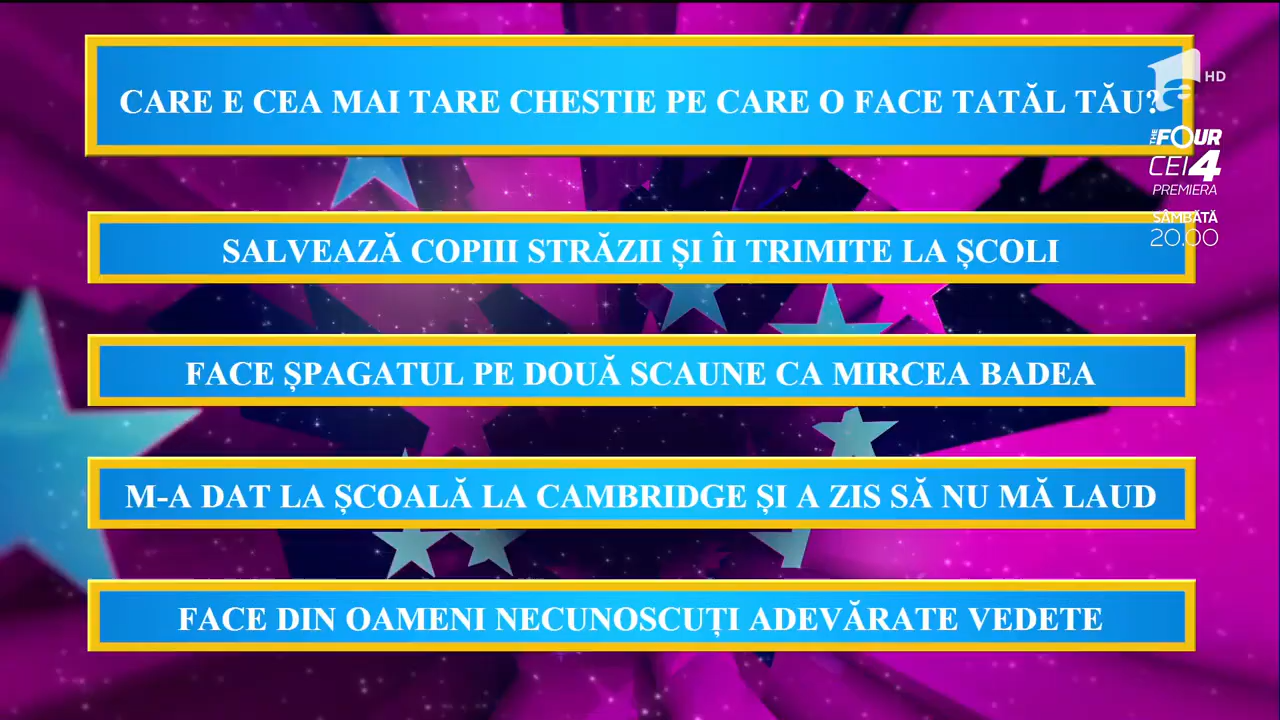 CARE E CEA MAI TARE CHESTIE PE CARE O FACE TATĂL TĂU?
HD
THE FOUR
CEI 4
PREMIERA
SÂMBĂTĂ
20.00
SALVEAZĂ COPIII STRĂZII ȘI ÎI TRIMITE LA ȘCOLI
FACE ȘPAGATUL PE DOUĂ SCAUNE CA MIRCEA BADEA
M-A DAT LA ȘCOALĂ LA CAMBRIDGE ȘI A ZIS SĂ NU MĂ LAUD
FACE DIN OAMENI NECUNOSCUȚI ADEVĂRATE VEDETE